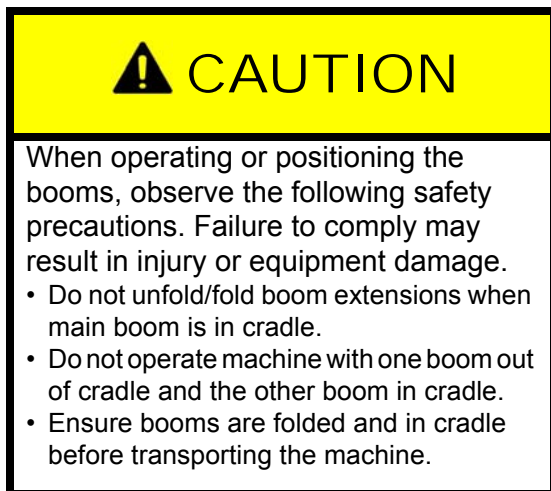 CAUTION
When operating or positioning the
booms, observe the following safety
precautions. Failure to comply may
result in injury or equipment damage.
• Do not unfold/fold boom extensions when
main boom is in cradle.
• Do not operate machine with one boom out
of cradle and the other boom in cradle.
• Ensure booms are folded and in cradle
before transporting the machine.